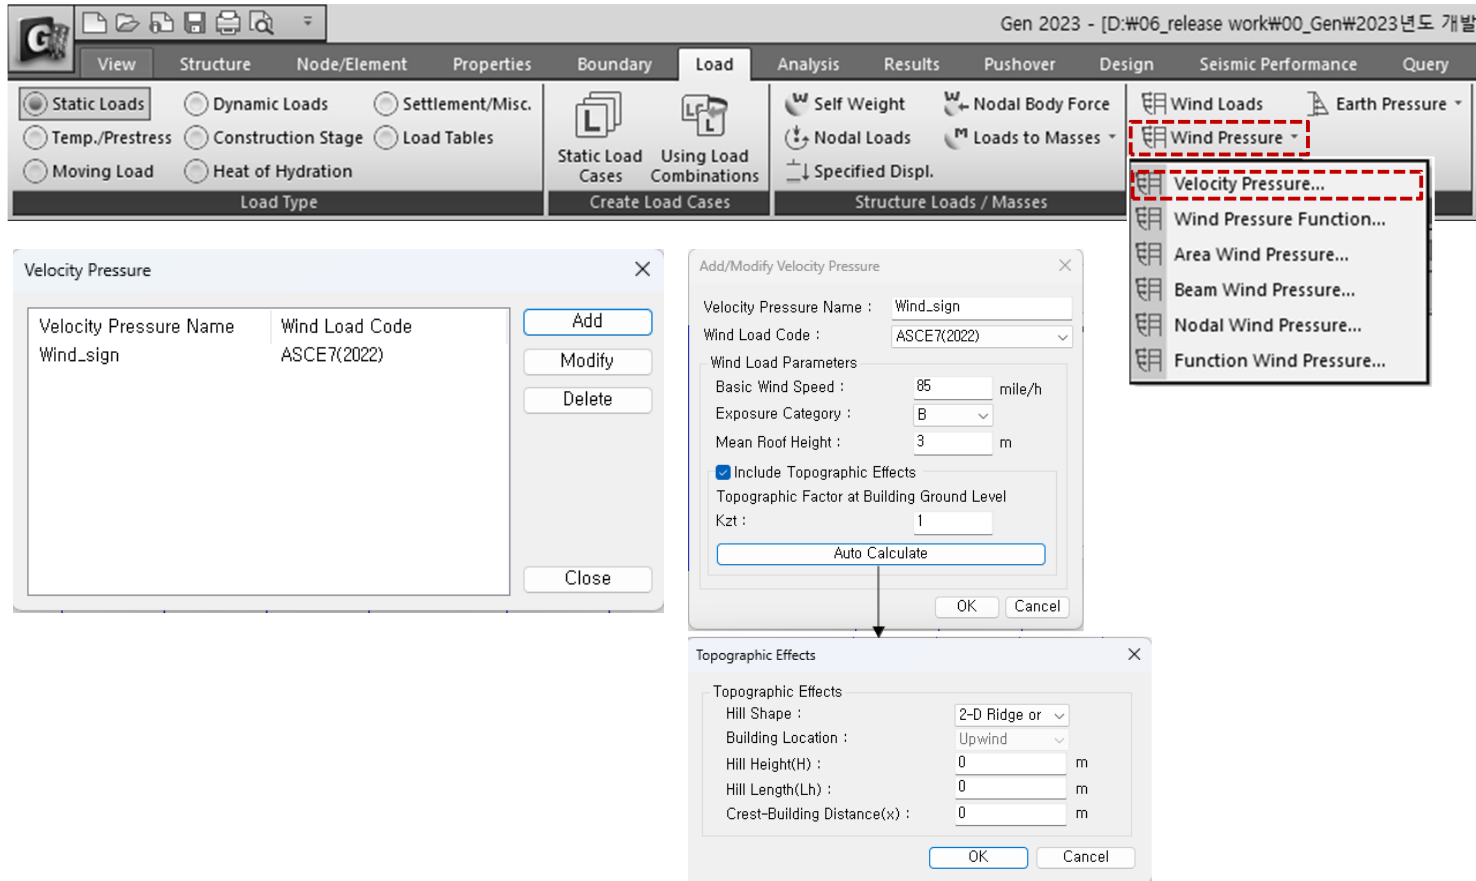 Gen 2023 - [D:₩06_release work₩00_Gen₩2023년도 개발
View Structure Node/Element Properties Boundary Load Analysis Results Pushover Design Seismic Performance Query
Static Loads Dynamic Loads Settlement/Misc.
Temp./Prestress Construction Stage Load Tables
Moving Load Heat of Hydration
Load Type
Static Load Cases
Using Load Combinations
Create Load Cases
Self Weight Nodal Body Force
Nodal Loads Loads to Masses
Specified Displ.
Structure Loads / Masses
Wind Loads Earth Pressure
Wind Pressure
Velocity Pressure...
Wind Pressure Function...
Area Wind Pressure...
Beam Wind Pressure...
Nodal Wind Pressure...
Function Wind Pressure...
Velocity Pressure
Velocity Pressure Name Wind Load Code
Wind_sign ASCE7(2022)
Add
Modify
Delete
Close
Add/Modify Velocity Pressure
Velocity Pressure Name : Wind_sign
Wind Load Code : ASCE7(2022)
Wind Load Parameters
Basic Wind Speed : 85 mile/h
Exposure Category : B
Mean Roof Height : 3 m
Include Topographic Effects
Topographic Factor at Building Ground Level
Kzt : 1
Auto Calculate
OK Cancel
Topographic Effects
Topographic Effects
Hill Shape : 2-D Ridge or
Building Location : Upwind
Hill Height(H) : 0 m
Hill Length(Lh) : 0 m
Crest-Building Distance(x) : 0 m
OK Cancel